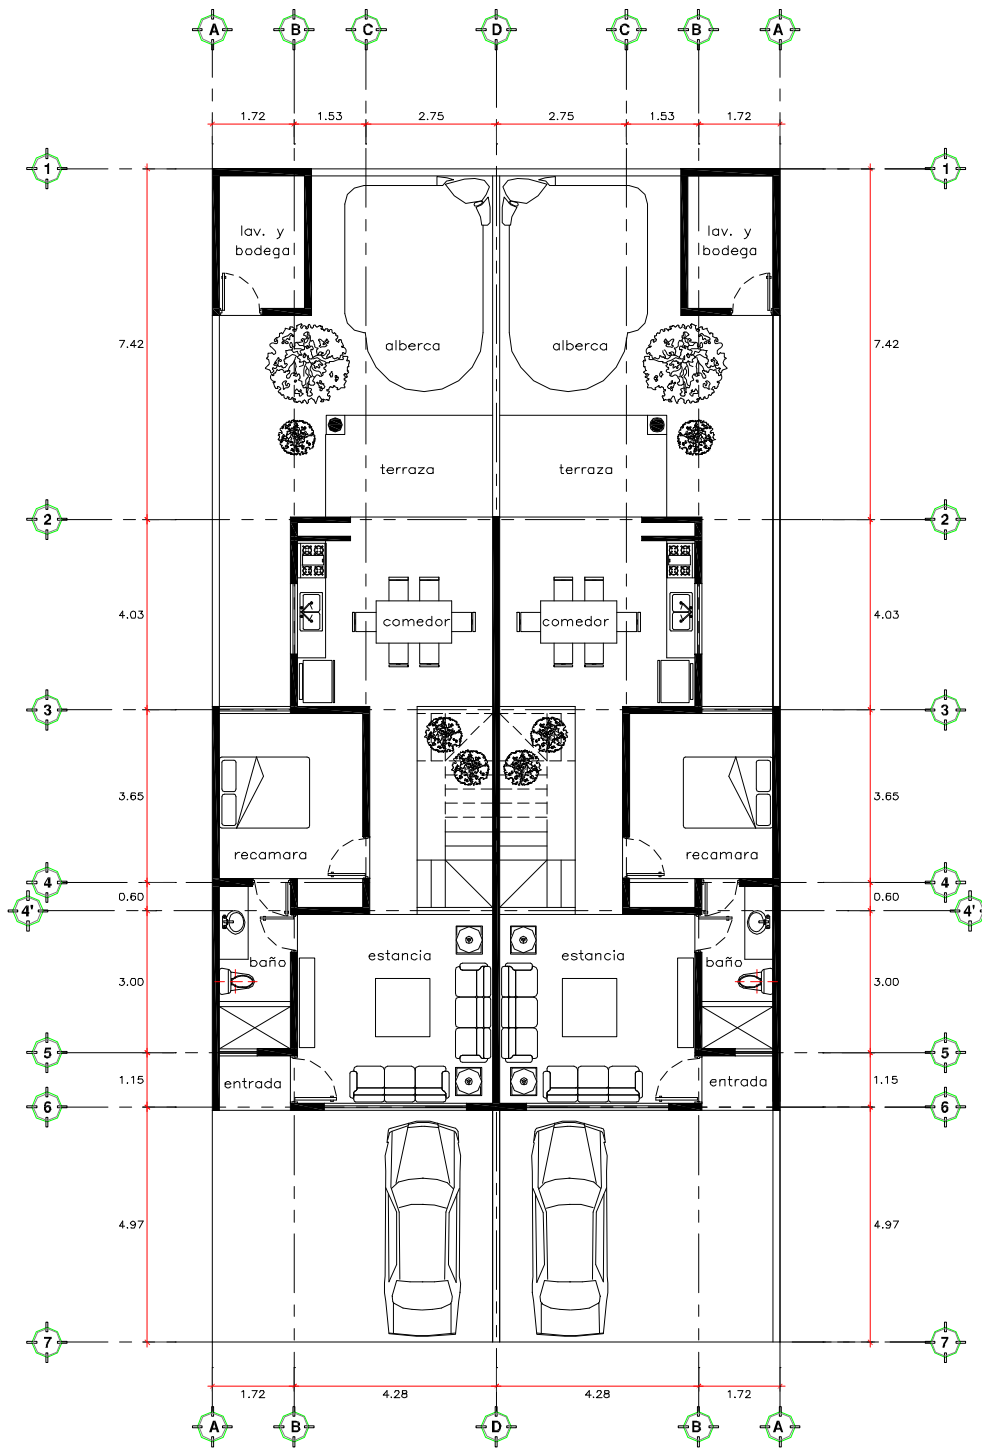 A B C D C B A
1.72 1.53 2.75 2.75 1.53 1.72
1 1
lav. y lav. y
bodega bodega
7.42 alberca alberca 7.42
terraza terraza
2 2
4.03 comedor comedor 4.03
3 3
3.65 3.65
recamara recamara
4 4
0.60 0.60
4' 4'
estancia estancia
baño baño
3.00 3.00
5 5
1.15 entrada entrada 1.15
6 6
4.97 4.97
7 7
1.72 4.28 4.28 1.72
A B D B A